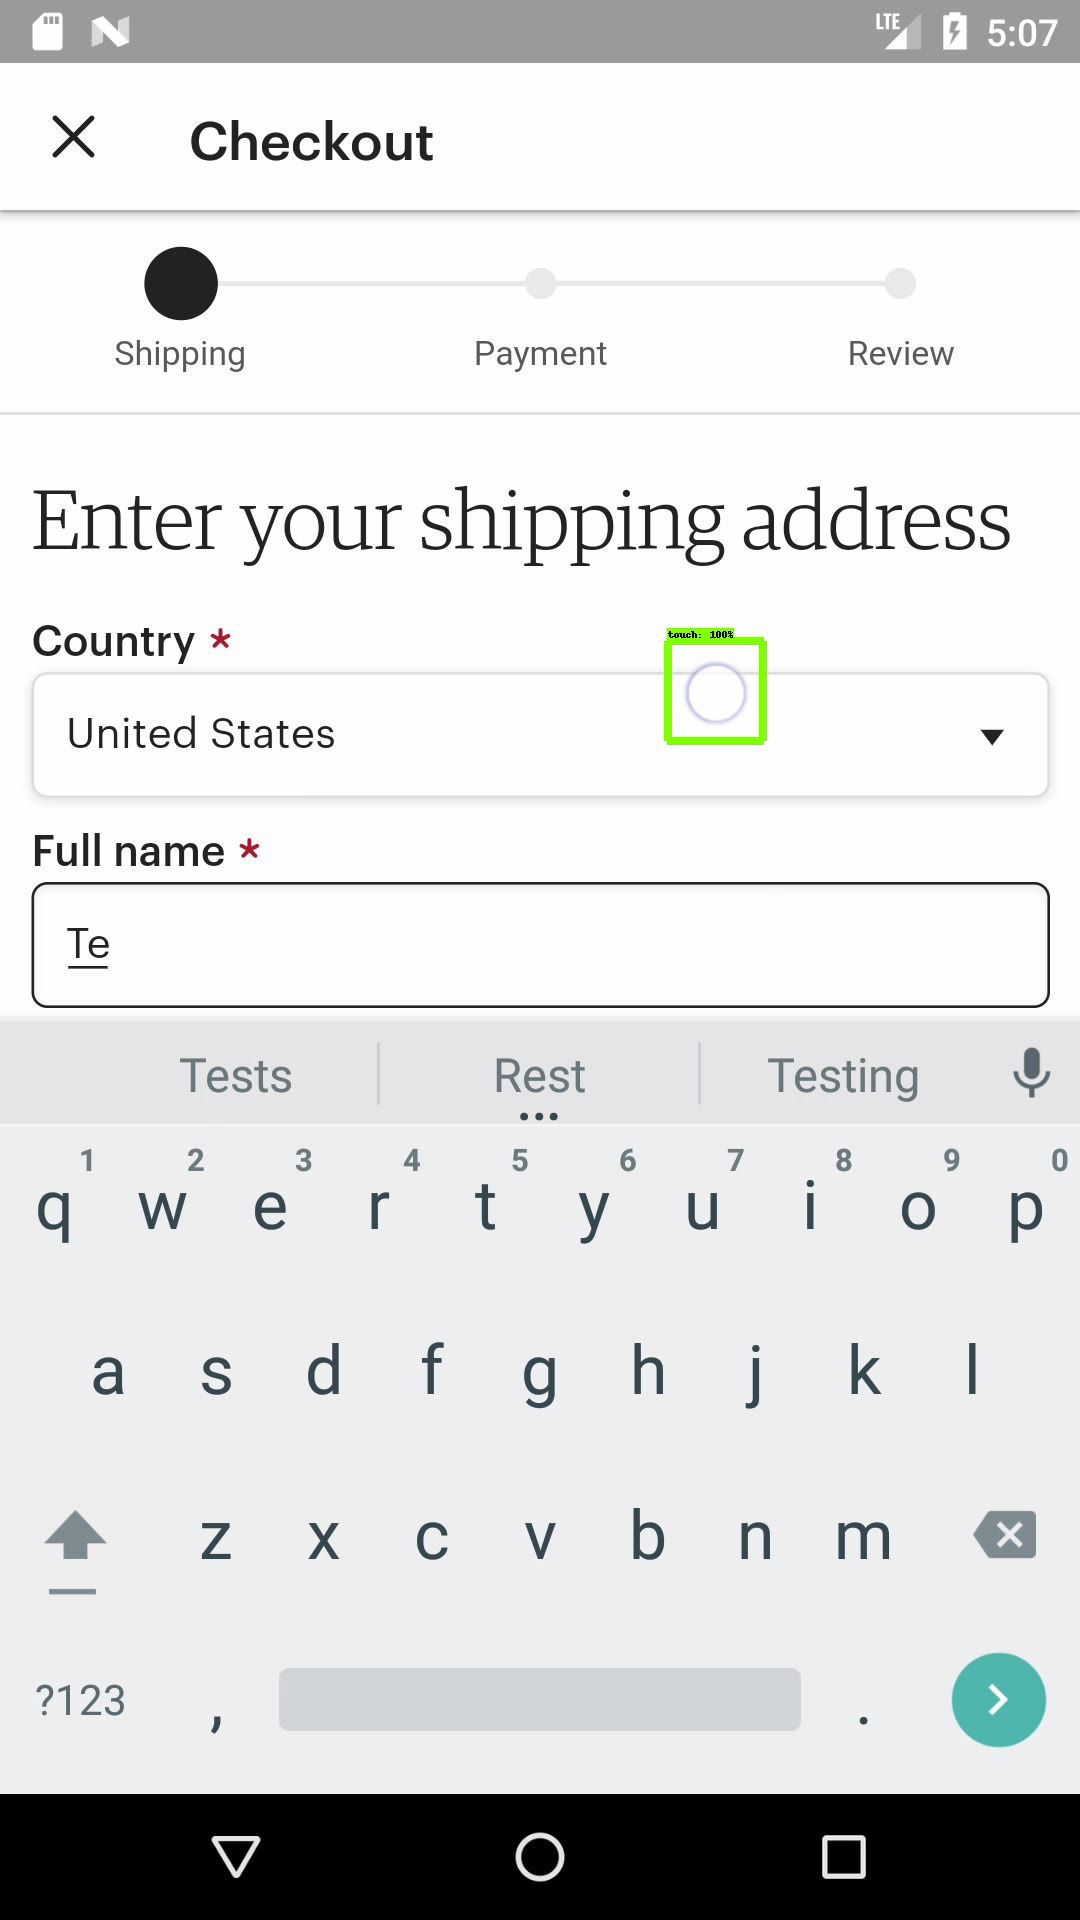 LTE 5:07
Checkout
Shipping Payment Review
Enter your shipping address
touch: 100%
Country *
United States
Full name *
Te
Tests Rest Testing
1 2 3 4 5 6 7 8 9 0
q w e r t y u i o p
a s d f g h j k l
z x c v b n m
?123 , .